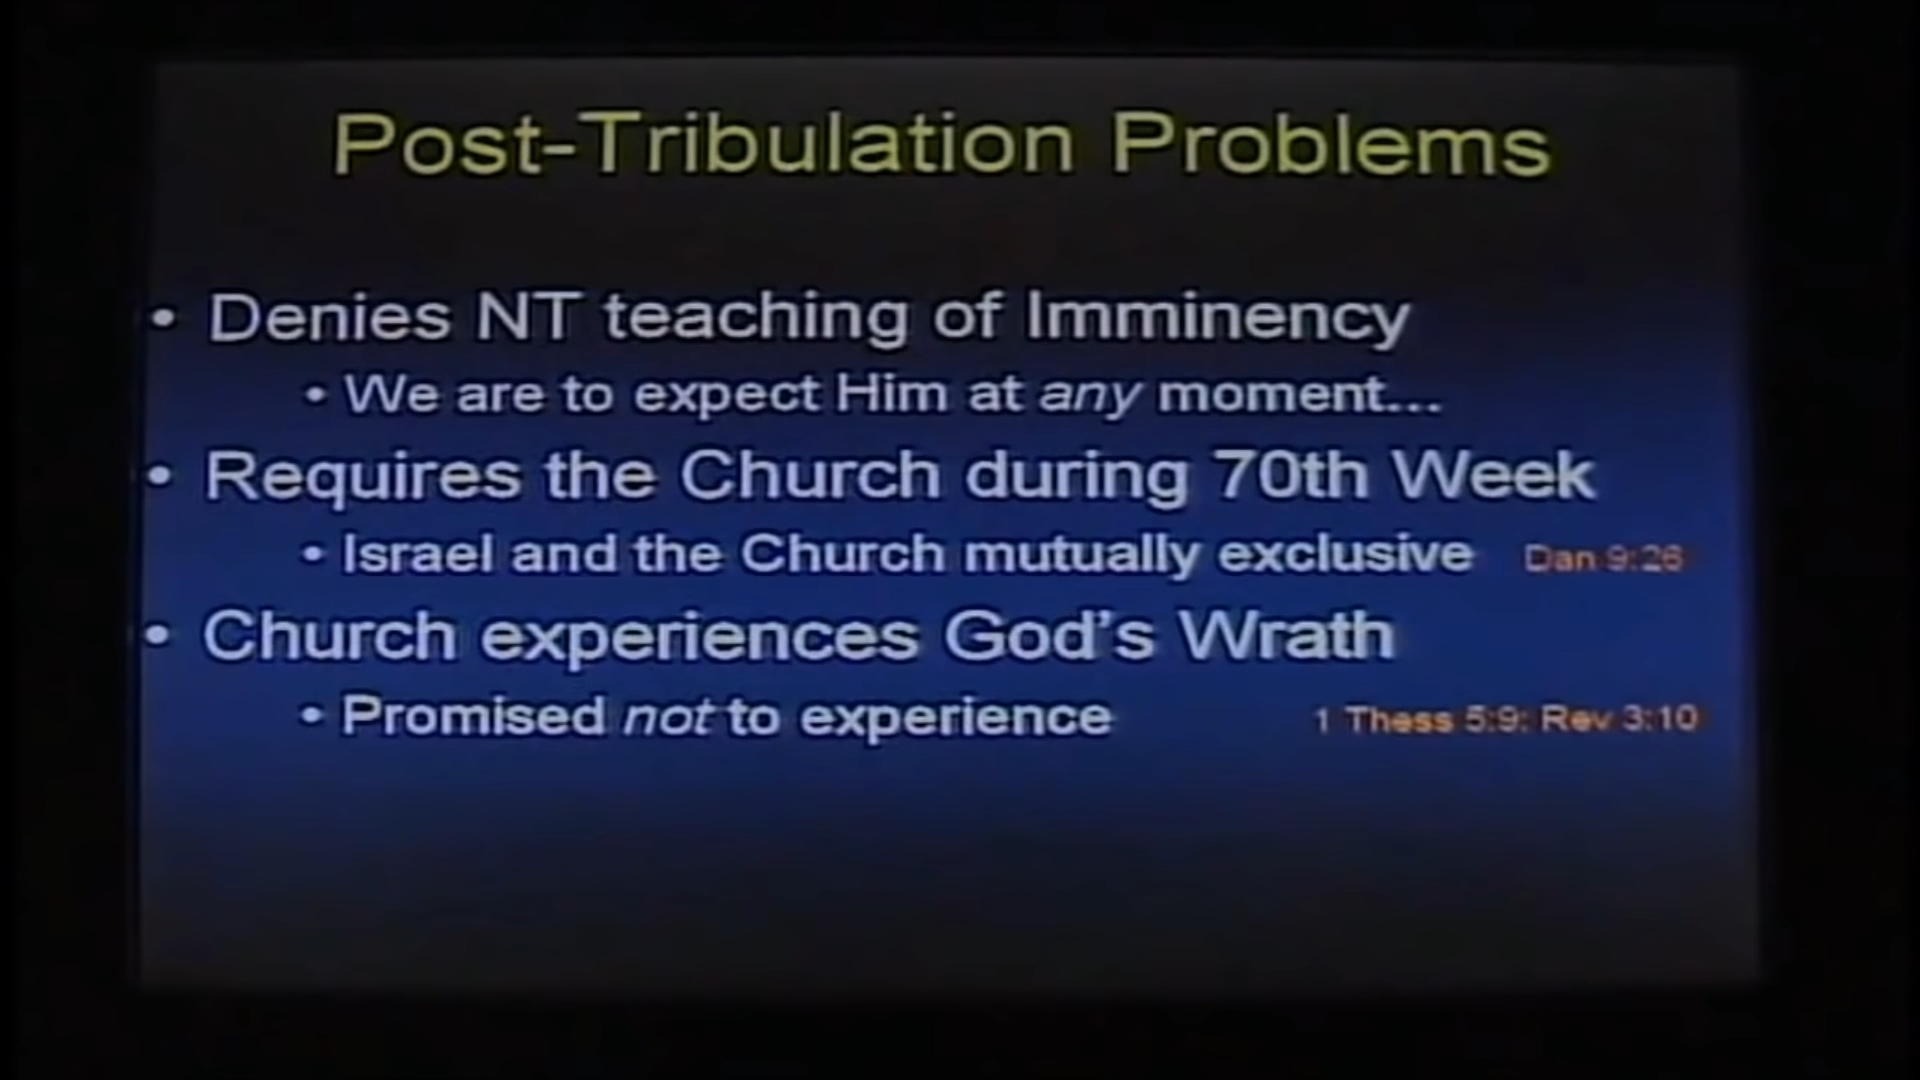 Post-Tribulation Problems
• Denies NT teaching of Imminency
• We are to expect Him at any moment...
• Requires the Church during 70th Week
• Israel and the Church mutually exclusive Dan 9:26
• Church experiences God's Wrath
• Promised not to experience 1 Thess 5:9; Rev 3:10